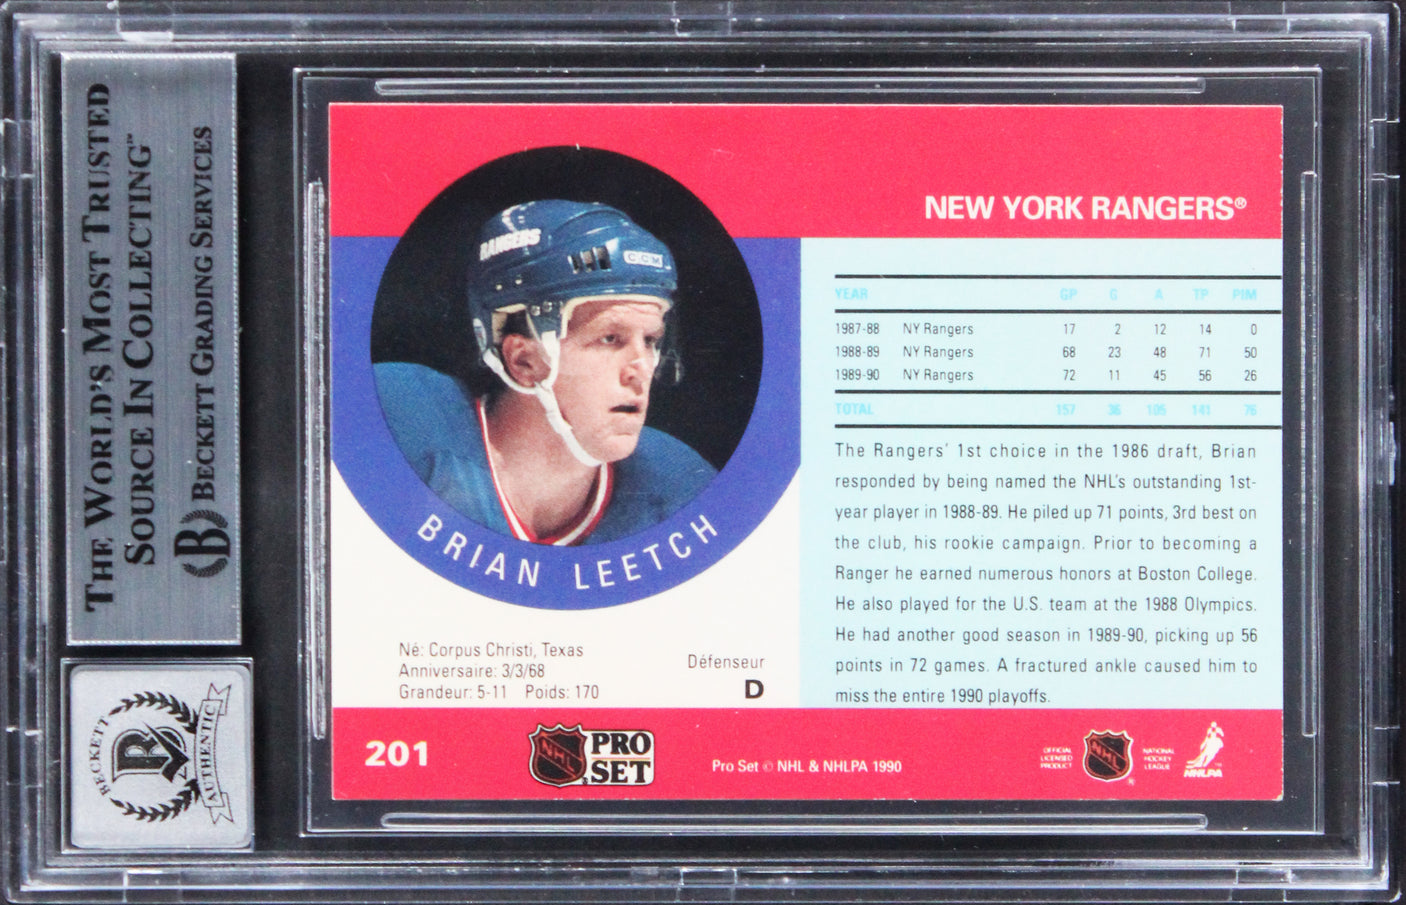 THE WORLD'S MOST TRUSTED
SOURCE IN COLLECTING™
BECKETT GRADING SERVICES
B
BECKETT
B
AUTHENTIC
NEW YORK RANGERS®
RANGERS
CCM
BRIAN LEETCH
Né: Corpus Christi, Texas
Anniversaire: 3/3/68
Grandeur: 5-11 Poids: 170
Défenseur
D
YEAR GP G A TP PIM
1987-88 NY Rangers 17 2 12 14 0
1988-89 NY Rangers 68 23 48 71 50
1989-90 NY Rangers 72 11 45 56 26
TOTAL 157 36 105 141 76
The Rangers' 1st choice in the 1986 draft, Brian
responded by being named the NHL's outstanding 1st-
year player in 1988-89. He piled up 71 points, 3rd best on
the club, his rookie campaign. Prior to becoming a
Ranger he earned numerous honors at Boston College.
He also played for the U.S. team at the 1988 Olympics.
He had another good season in 1989-90, picking up 56
points in 72 games. A fractured ankle caused him to
miss the entire 1990 playoffs.
201
NHL
PRO
SET
Pro Set © NHL & NHLPA 1990
OFFICIAL
LICENSED
PRODUCT
NHL
®
NATIONAL
HOCKEY
LEAGUE
NHLPA™